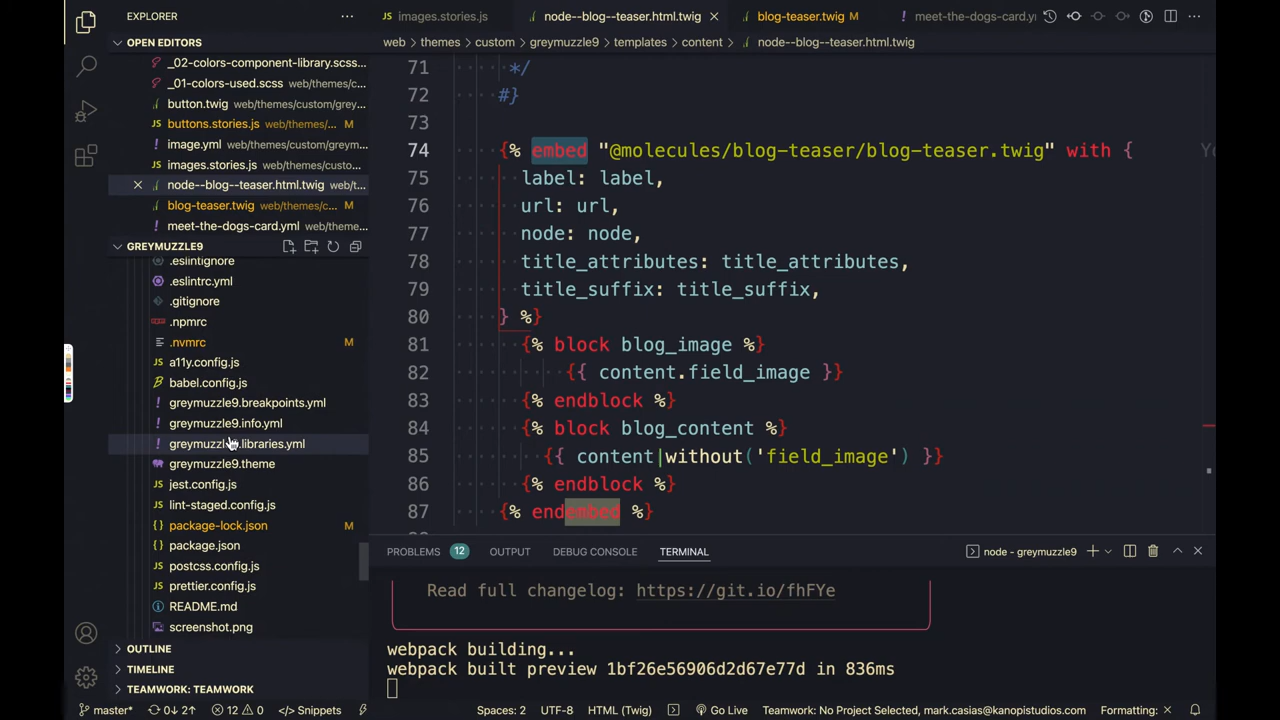 EXPLORER
OPEN EDITORS
_02-colors-component-library.scss...
_01-colors-used.scss web/themes/c...
button.twig web/themes/custom/grey...
buttons.stories.js web/themes/... M
image.yml web/themes/custom/greym...
images.stories.js web/themes/cust...
node--blog--teaser.html.twig web/t...
blog-teaser.twig web/themes/c... M
meet-the-dogs-card.yml web/theme...
GREYMUZZLE9
.eslintignore
.eslintrc.yml
.gitignore
.npmrc
.nvmrc M
a11y.config.js
babel.config.js
greymuzzle9.breakpoints.yml
greymuzzle9.info.yml
greymuzzle9.libraries.yml
greymuzzle9.theme
jest.config.js
lint-staged.config.js
package-lock.json M
package.json
postcss.config.js
prettier.config.js
README.md
screenshot.png
OUTLINE
TIMELINE
TEAMWORK: TEAMWORK
images.stories.js node--blog--teaser.html.twig blog-teaser.twig M meet-the-dogs-card.yml
web > themes > custom > greymuzzle9 > templates > content > node--blog--teaser.html.twig
71 */
72 #}
73
74 {% embed "@molecules/blog-teaser/blog-teaser.twig" with {
75 label: label,
76 url: url,
77 node: node,
78 title_attributes: title_attributes,
79 title_suffix: title_suffix,
80 } %}
81 {% block blog_image %}
82 {{ content.field_image }}
83 {% endblock %}
84 {% block blog_content %}
85 {{ content|without('field_image') }}
86 {% endblock %}
87 {% endembed %}
PROBLEMS 12 OUTPUT DEBUG CONSOLE TERMINAL node - greymuzzle9
Read full changelog: https://git.io/fhFYe
webpack building...
webpack built preview 1bf26e56906d2d67e77d in 836ms
master* 0↓ 2↑ 12 0 </> Snippets Spaces: 2 UTF-8 HTML (Twig) Go Live Teamwork: No Project Selected, mark.casias@kanopistudios.com Formatting: ×